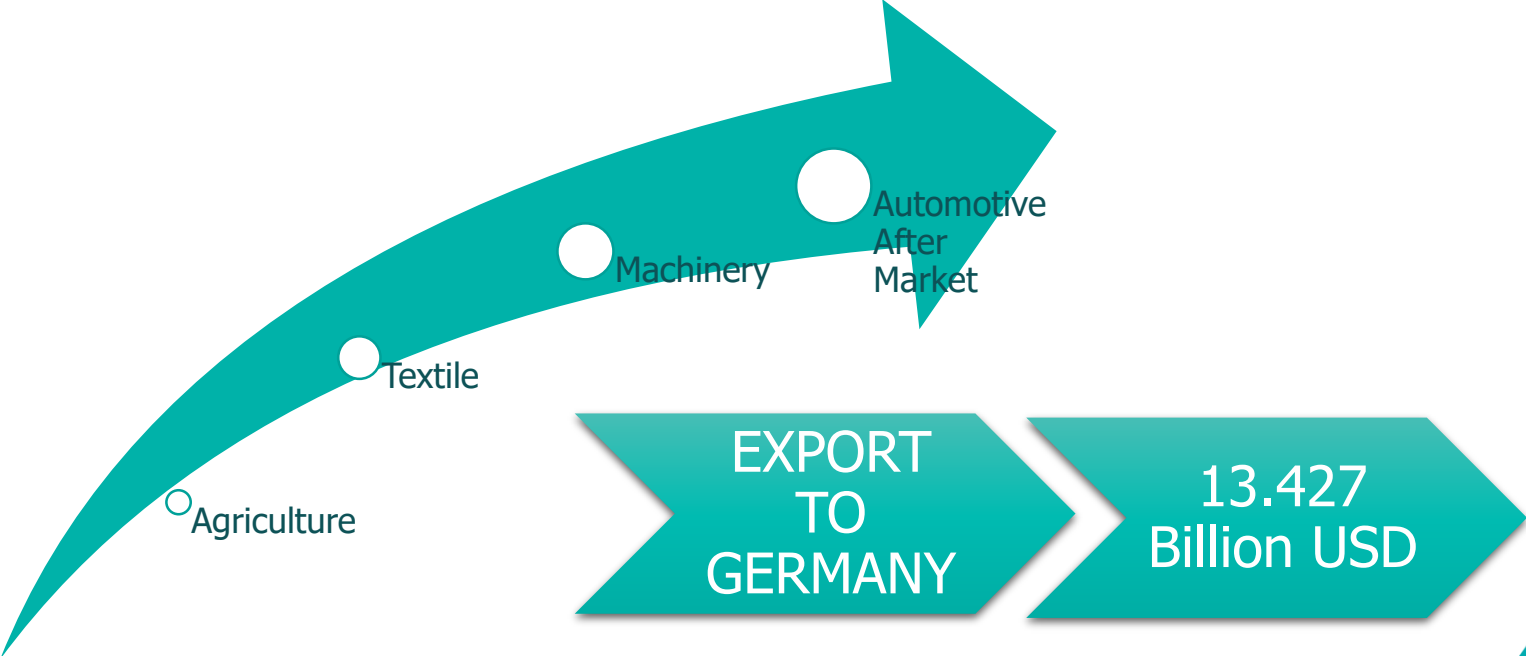 Automotive
After
Market
Machinery
Textile
Agriculture
EXPORT
TO
GERMANY
13.427
Billion USD